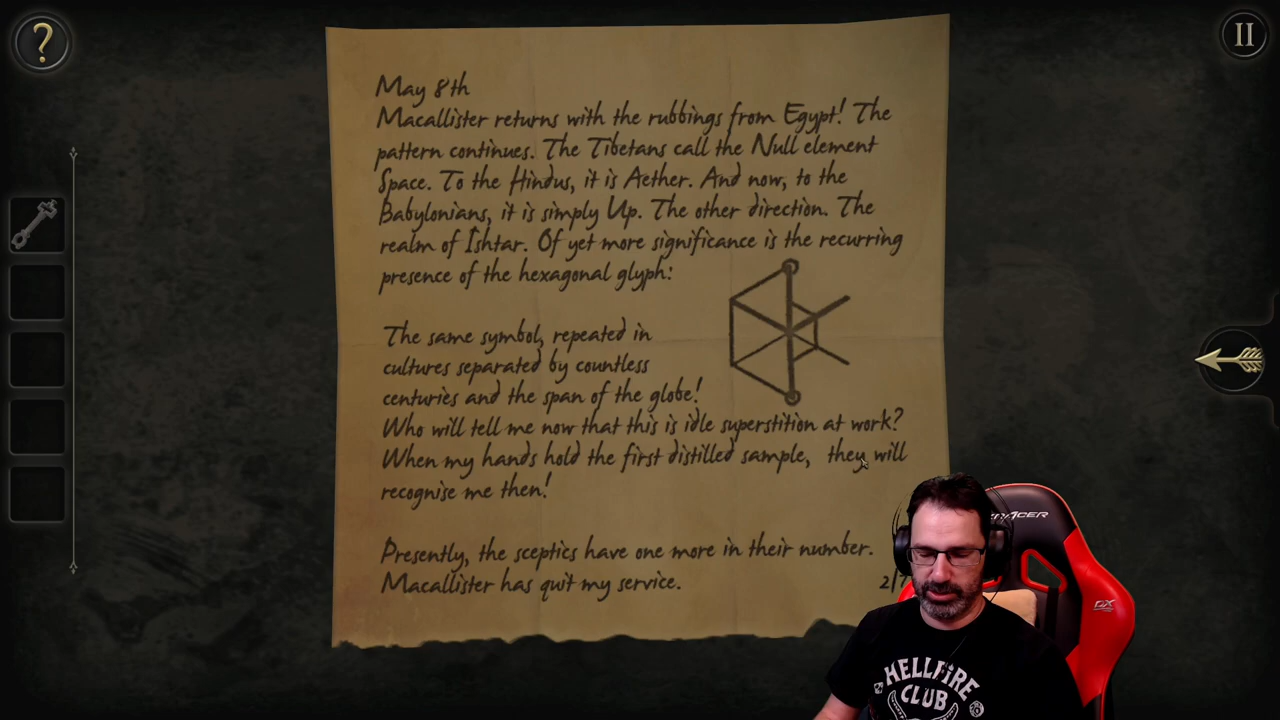 May 8th
Macallister returns with the rubbings from Egypt! The
pattern continues. The Tibetans call the Null element
Space. To the Hindus, it is Aether. And now, to the
Babylonians, it is simply Up. The other direction. The
realm of Ishtar. Of yet more significance is the recurring
presence of the hexagonal glyph:
The same symbol, repeated in
cultures separated by countless
centuries and the span of the globe!
Who will tell me now that this is idle superstition at work?
When my hands hold the first distilled sample, they will
recognise me then!
Presently, the sceptics have one more in their number.
Macallister has quit my service.
?
II
HELLFIRE
CLUB